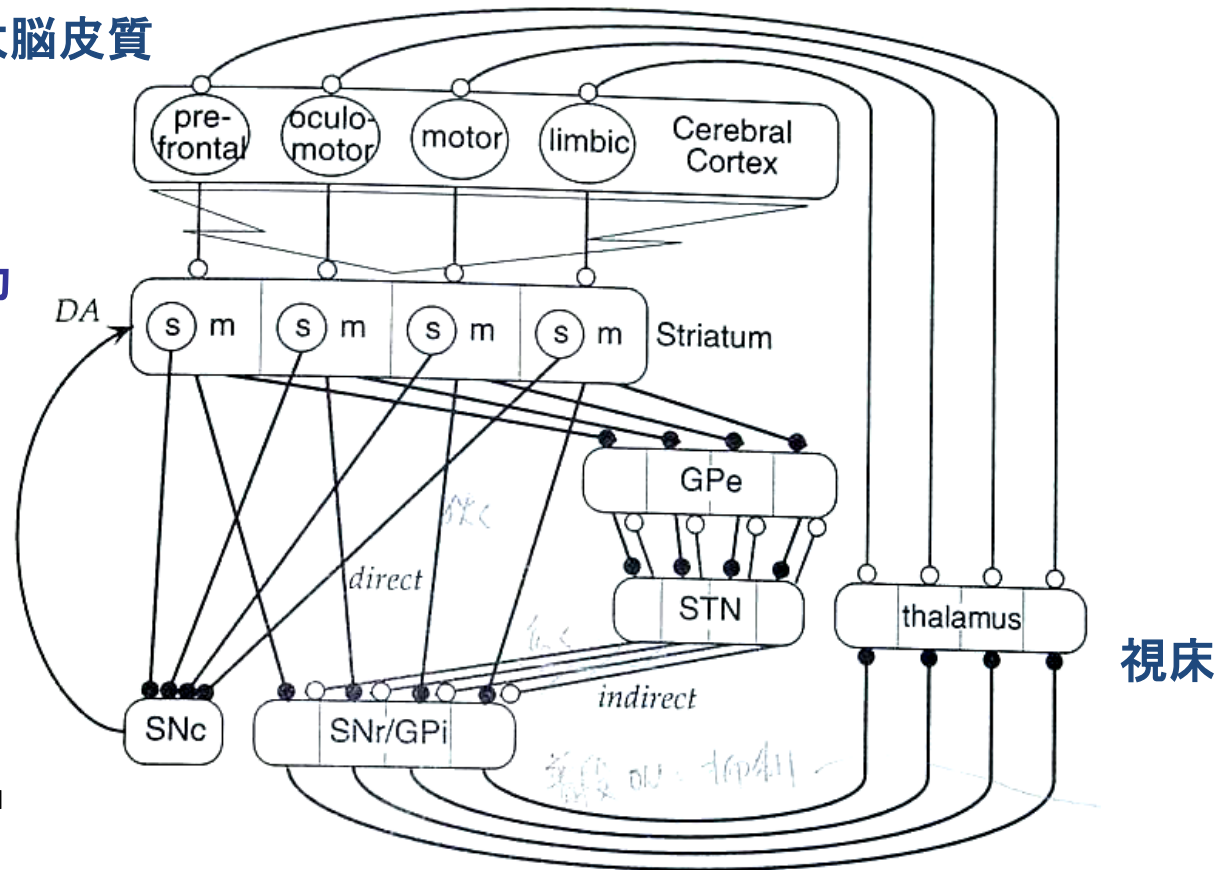 大脳皮質
pre-
frontal
oculo-
motor
motor
limbic
Cerebral
Cortex
DA
s m
s m
s m
s m
Striatum
GPe
direct
STN
thalamus
視床
indirect
SNc
SNr/GPi